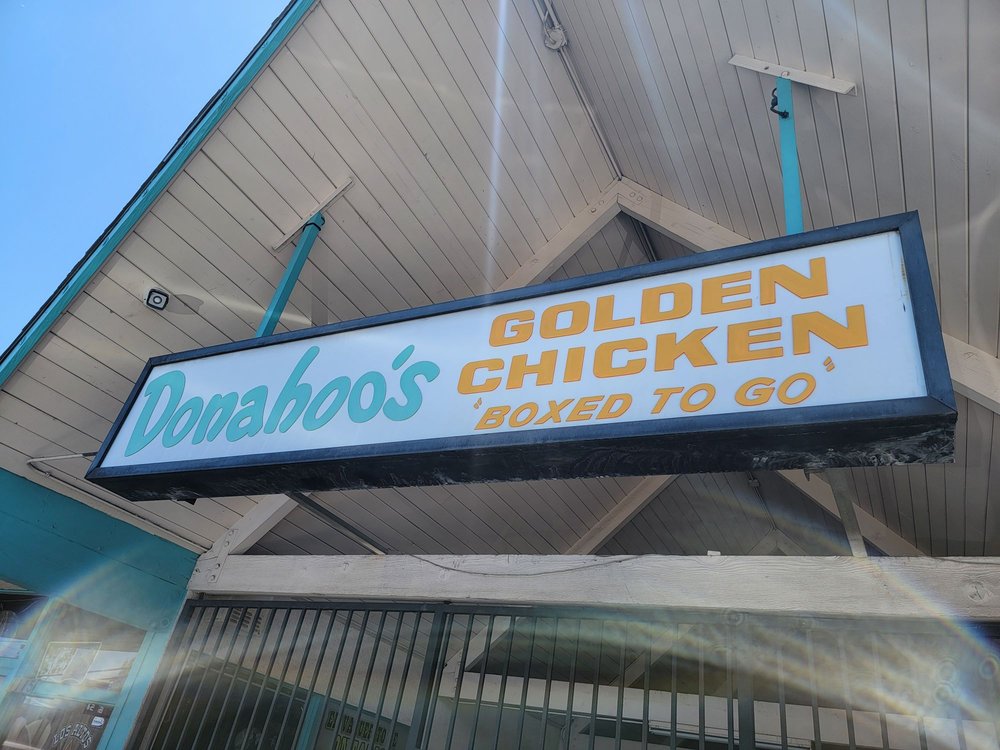 Donahoo's
GOLDEN
CHICKEN
"BOXED TO GO"